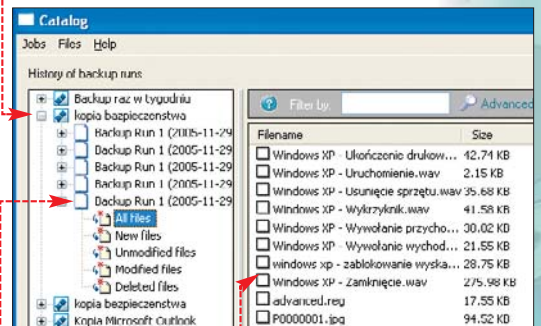 Catalog
Jobs Files Help
History of backup runs
Backup raz w tygodniu
kopia bezpieczenstwa
Backup Run 1 (2005-11-29
Backup Run 1 (2005-11-29
Backup Run 1 (2005-11-29
Backup Run 1 (2005-11-29
Backup Run 1 (2005-11-29
All files
New files
Unmodified files
Modified files
Deleted files
kopia bezpieczenstwa
Kopia Microsoft Outlook
Filter by: Advanced
Filename Size
Windows XP - Ukończenie drukow... 42.74 KB
Windows XP - Uruchomienie.wav 2.15 KB
Windows XP - Usunięcie sprzętu.wav 35.68 KB
Windows XP - Wykrzyknik.wav 41.58 KB
Windows XP - Wywołanie przycho... 30.02 KB
Windows XP - Wywołanie wychod... 21.55 KB
windows xp - zablokowanie wyska... 28.75 KB
Windows XP - Zamknięcie.wav 275.98 KB
advanced.reg 17.55 KB
P0000001.jpg 94.52 KB